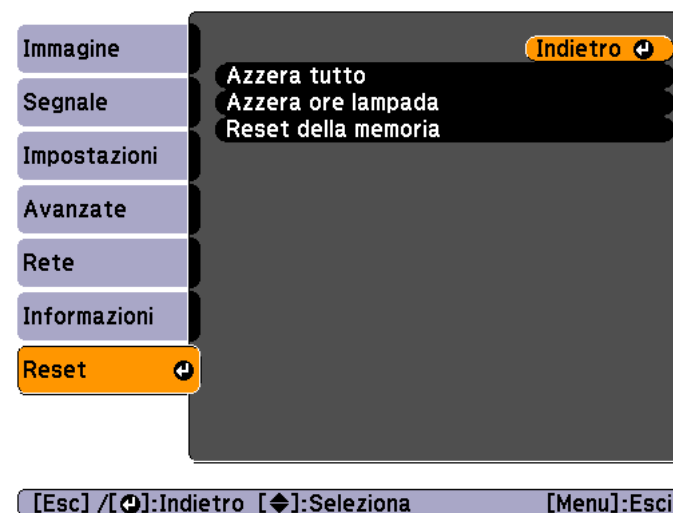 Immagine
Segnale
Impostazioni
Avanzate
Rete
Informazioni
Reset
Indietro
Azzera tutto
Azzera ore lampada
Reset della memoria
[Esc] /[⏎]:Indietro [◆]:Seleziona [Menu]:Esci